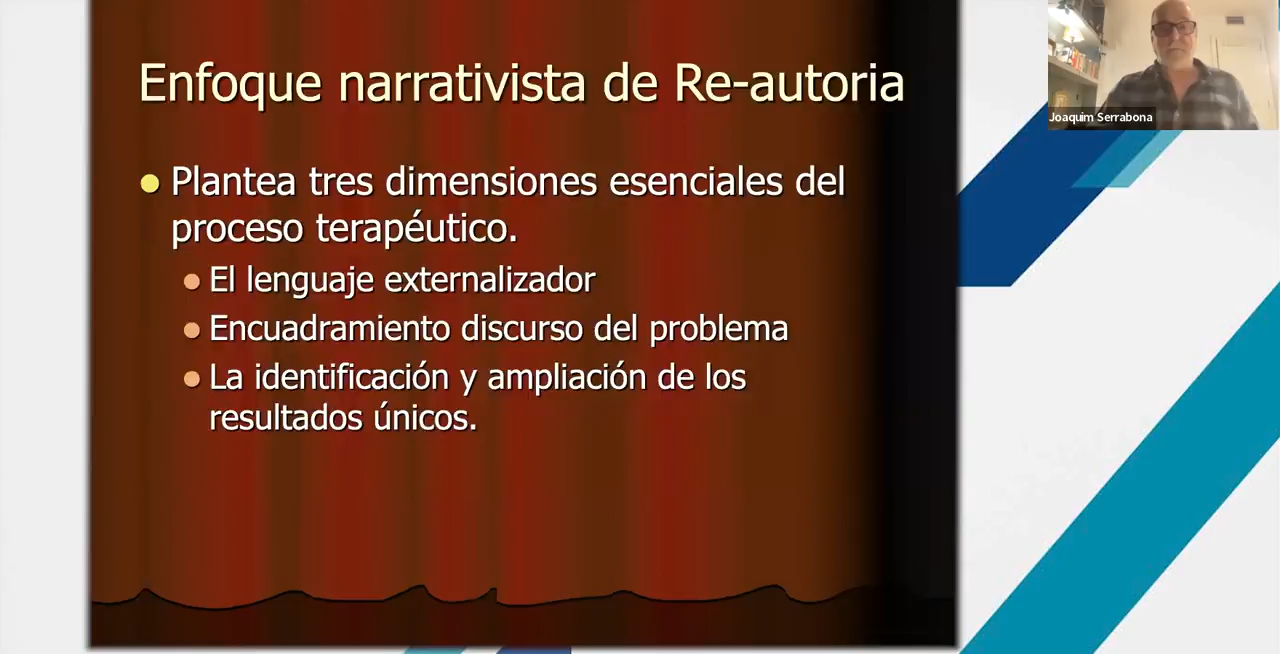 Enfoque narrativista de Re-autoria
Plantea tres dimensiones esenciales del
proceso terapéutico.
El lenguaje externalizador
Encuadramiento discurso del problema
La identificación y ampliación de los
resultados únicos.
Joaquim Serrabona